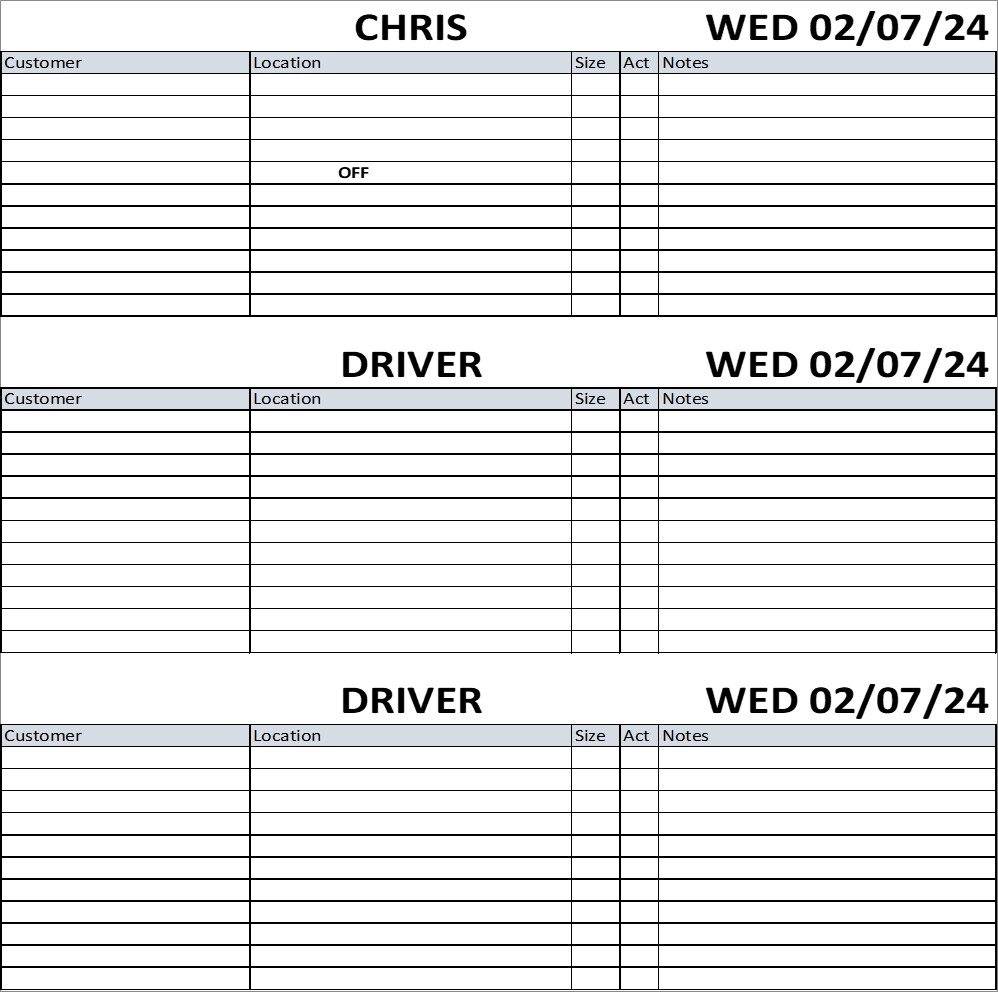 CHRIS WED 02/07/24
Customer Location Size Act Notes
OFF
DRIVER WED 02/07/24
Customer Location Size Act Notes
DRIVER WED 02/07/24
Customer Location Size Act Notes